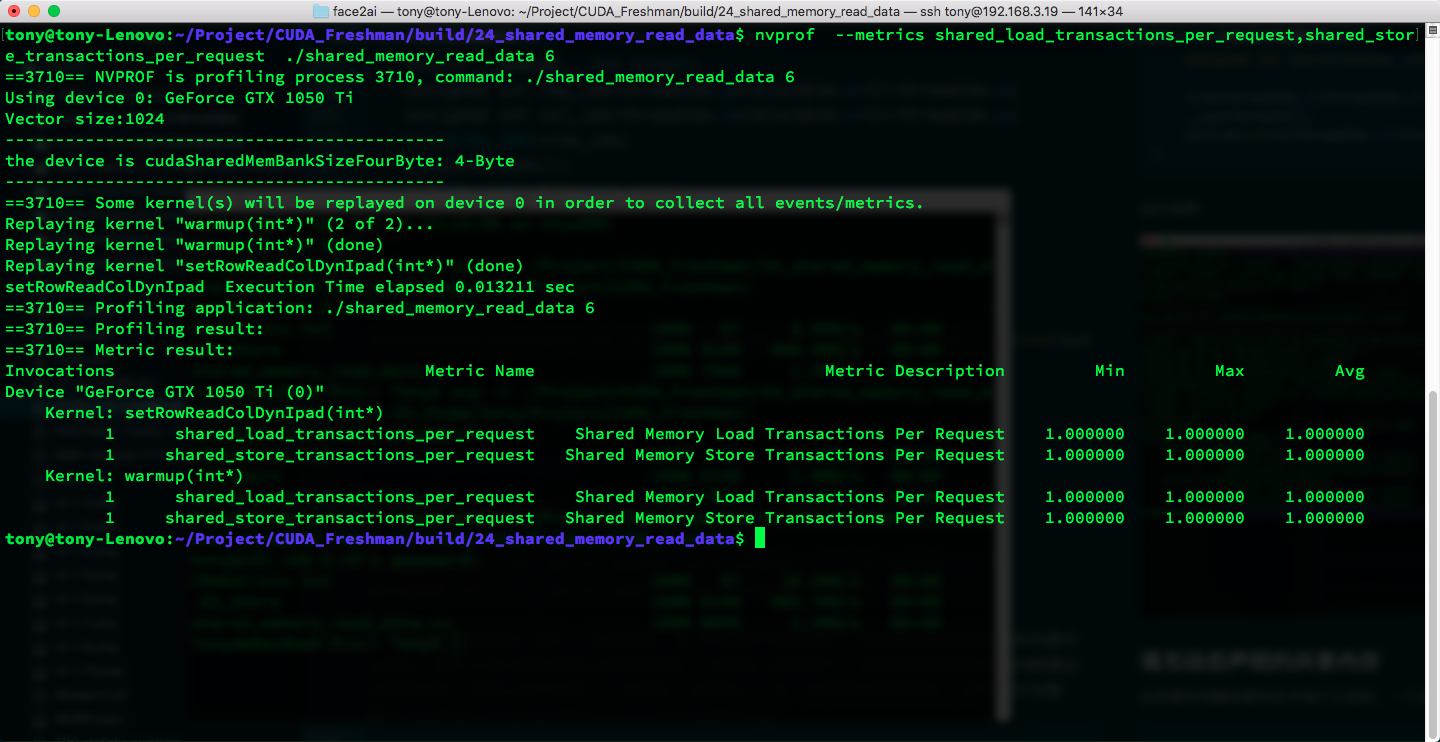 face2ai — tony@tony-Lenovo: ~/Project/CUDA_Freshman/build/24_shared_memory_read_data — ssh tony@192.168.3.19 — 141×34
tony@tony-Lenovo:~/Project/CUDA_Freshman/build/24_shared_memory_read_data$ nvprof  --metrics shared_load_transactions_per_request,shared_stor
e_transactions_per_request  ./shared_memory_read_data 6
==3710== NVPROF is profiling process 3710, command: ./shared_memory_read_data 6
Using device 0: GeForce GTX 1050 Ti
Vector size:1024
--------------------------------------------
the device is cudaSharedMemBankSizeFourByte: 4-Byte
--------------------------------------------
==3710== Some kernel(s) will be replayed on device 0 in order to collect all events/metrics.
Replaying kernel "warmup(int*)" (2 of 2)...
Replaying kernel "warmup(int*)" (done)
Replaying kernel "setRowReadColDynIpad(int*)" (done)
setRowReadColDynIpad  Execution Time elapsed 0.013211 sec
==3710== Profiling application: ./shared_memory_read_data 6
==3710== Profiling result:
==3710== Metric result:
Invocations                               Metric Name                             Metric Description         Min         Max         Avg
Device "GeForce GTX 1050 Ti (0)"
    Kernel: setRowReadColDynIpad(int*)
          1      shared_load_transactions_per_request    Shared Memory Load Transactions Per Request    1.000000    1.000000    1.000000
          1     shared_store_transactions_per_request   Shared Memory Store Transactions Per Request    1.000000    1.000000    1.000000
    Kernel: warmup(int*)
          1      shared_load_transactions_per_request    Shared Memory Load Transactions Per Request    1.000000    1.000000    1.000000
          1     shared_store_transactions_per_request   Shared Memory Store Transactions Per Request    1.000000    1.000000    1.000000
tony@tony-Lenovo:~/Project/CUDA_Freshman/build/24_shared_memory_read_data$